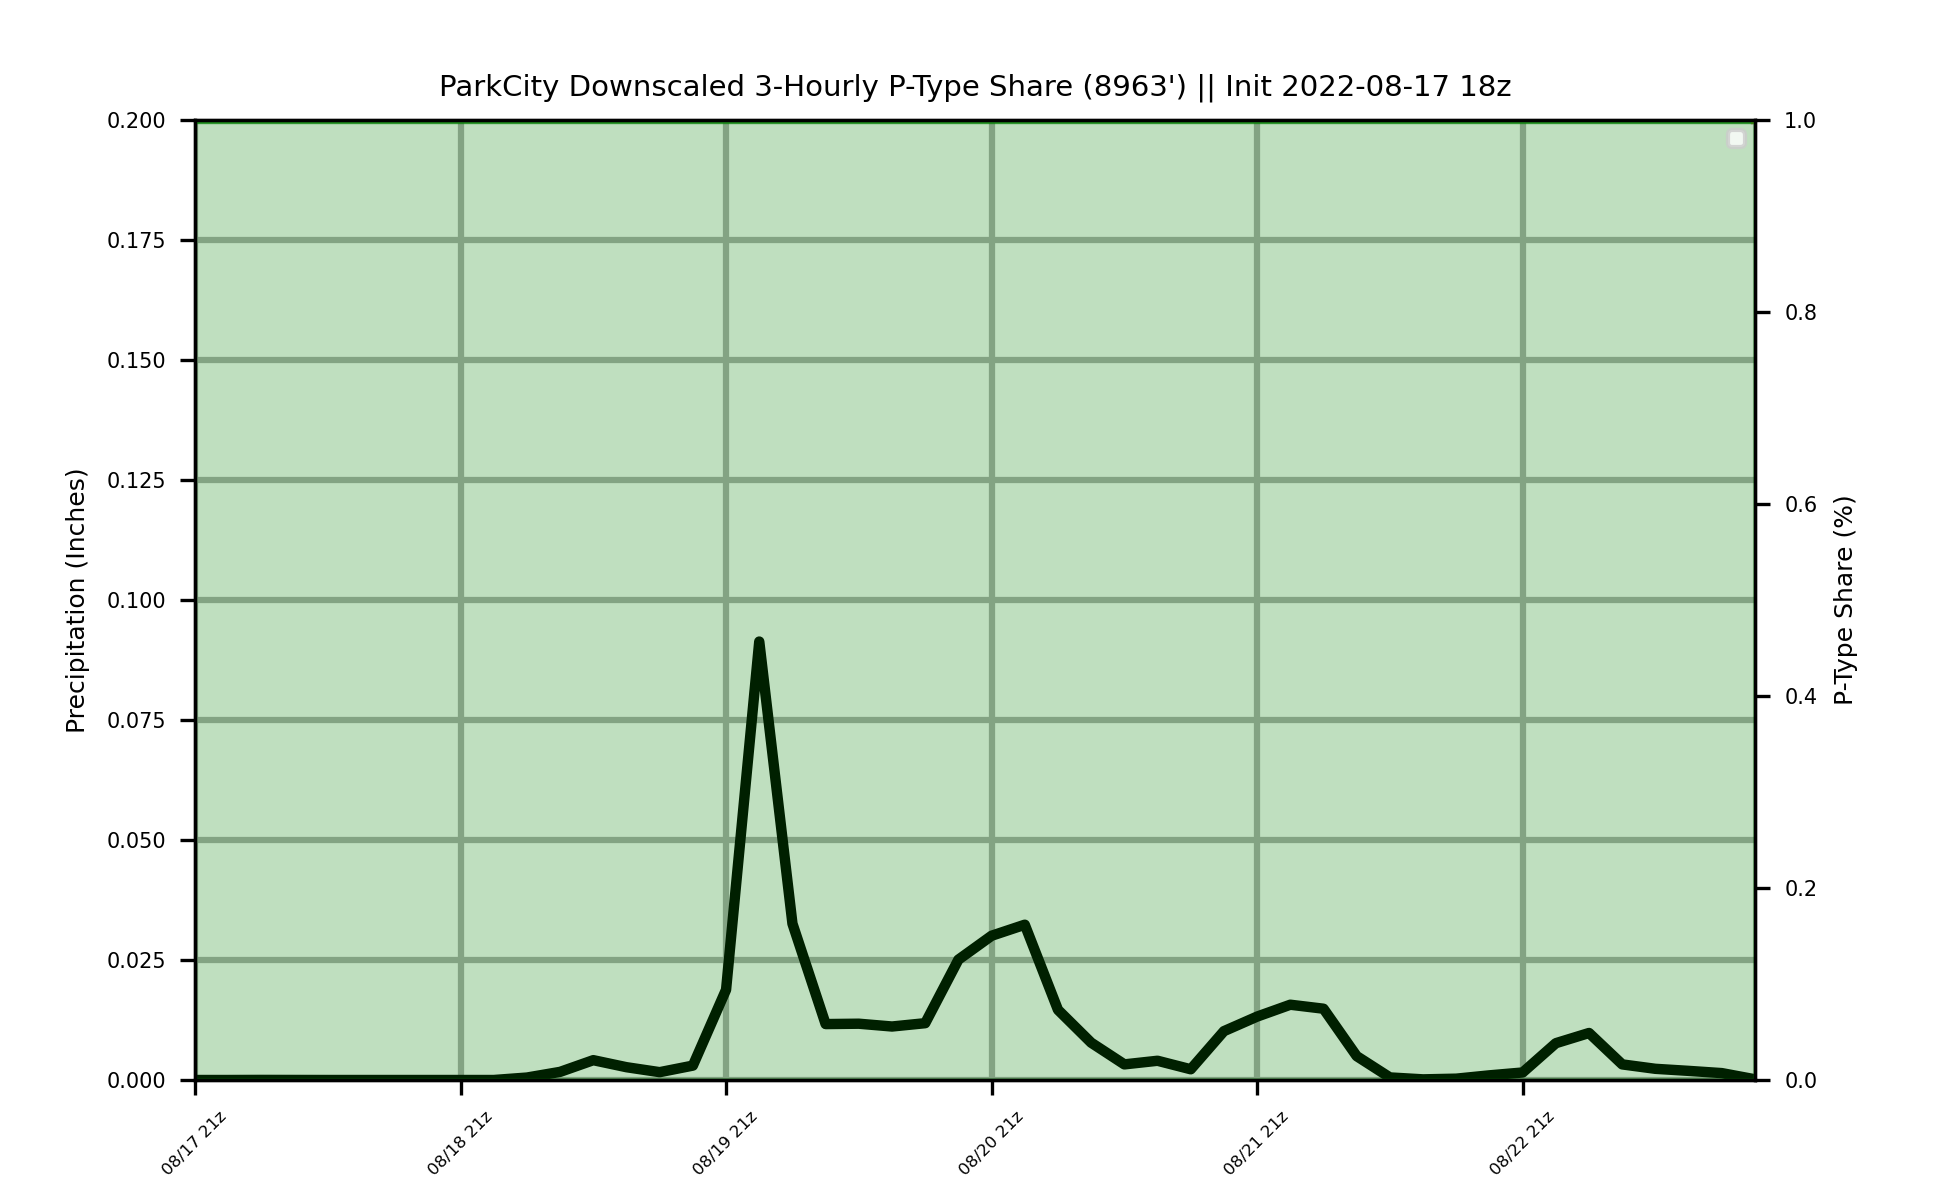 ParkCity Downscaled 3-Hourly P-Type Share (8963') || Init 2022-08-17 18z
Precipitation (Inches)
0.200
0.175
0.150
0.125
0.100
0.075
0.050
0.025
0.000
1.0
0.8
0.6
0.4
0.2
0.0
P-Type Share (%)
08/17 21z
08/18 21z
08/19 21z
08/20 21z
08/21 21z
08/22 21z